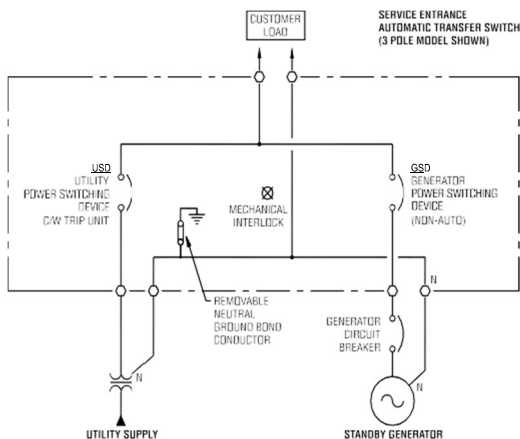 CUSTOMER
LOAD
SERVICE ENTRANCE
AUTOMATIC TRANSFER SWITCH
(3 POLE MODEL SHOWN)
USD
UTILITY
POWER SWITCHING
DEVICE
C/W TRIP UNIT
MECHANICAL
INTERLOCK
GSD
GENERATOR
POWER SWITCHING
DEVICE
(NON-AUTO)
N
REMOVABLE
NEUTRAL
GROUND BOND
CONDUCTOR
GENERATOR
CIRCUIT
BREAKER
N
N
UTILITY SUPPLY
STANDBY GENERATOR